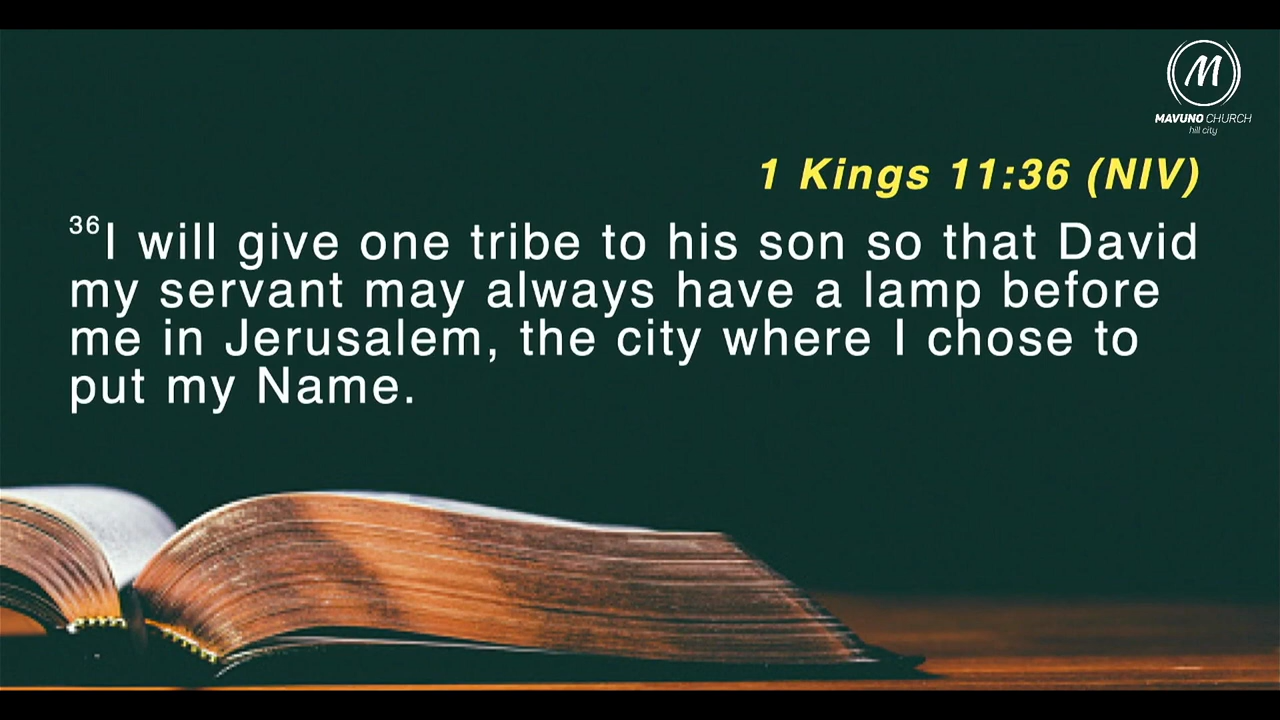 M
MAVUNO CHURCH
hill city
1 Kings 11:36 (NIV)
36I will give one tribe to his son so that David
my servant may always have a lamp before
me in Jerusalem, the city where I chose to
put my Name.